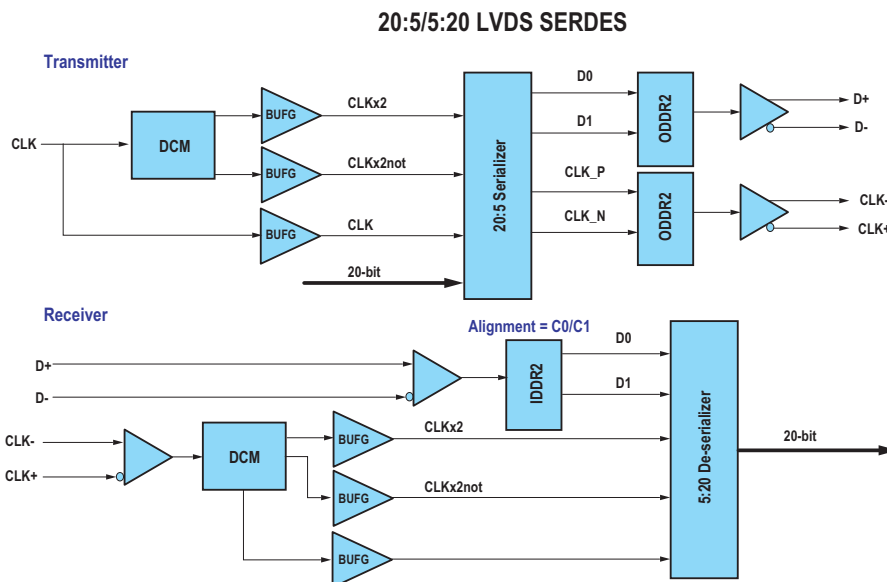 20:5/5:20 LVDS SERDES
Transmitter
CLK
DCM
BUFG
BUFG
BUFG
CLKx2
CLKx2not
CLK
20-bit
20:5 Serializer
D0
D1
CLK_P
CLK_N
ODDR2
ODDR2
D+
D-
CLK-
CLK+
Receiver
Alignment = C0/C1
D+
D-
CLK-
CLK+
DCM
BUFG
BUFG
BUFG
IDDR2
D0
D1
CLKx2
CLKx2not
5:20 De-serializer
20-bit